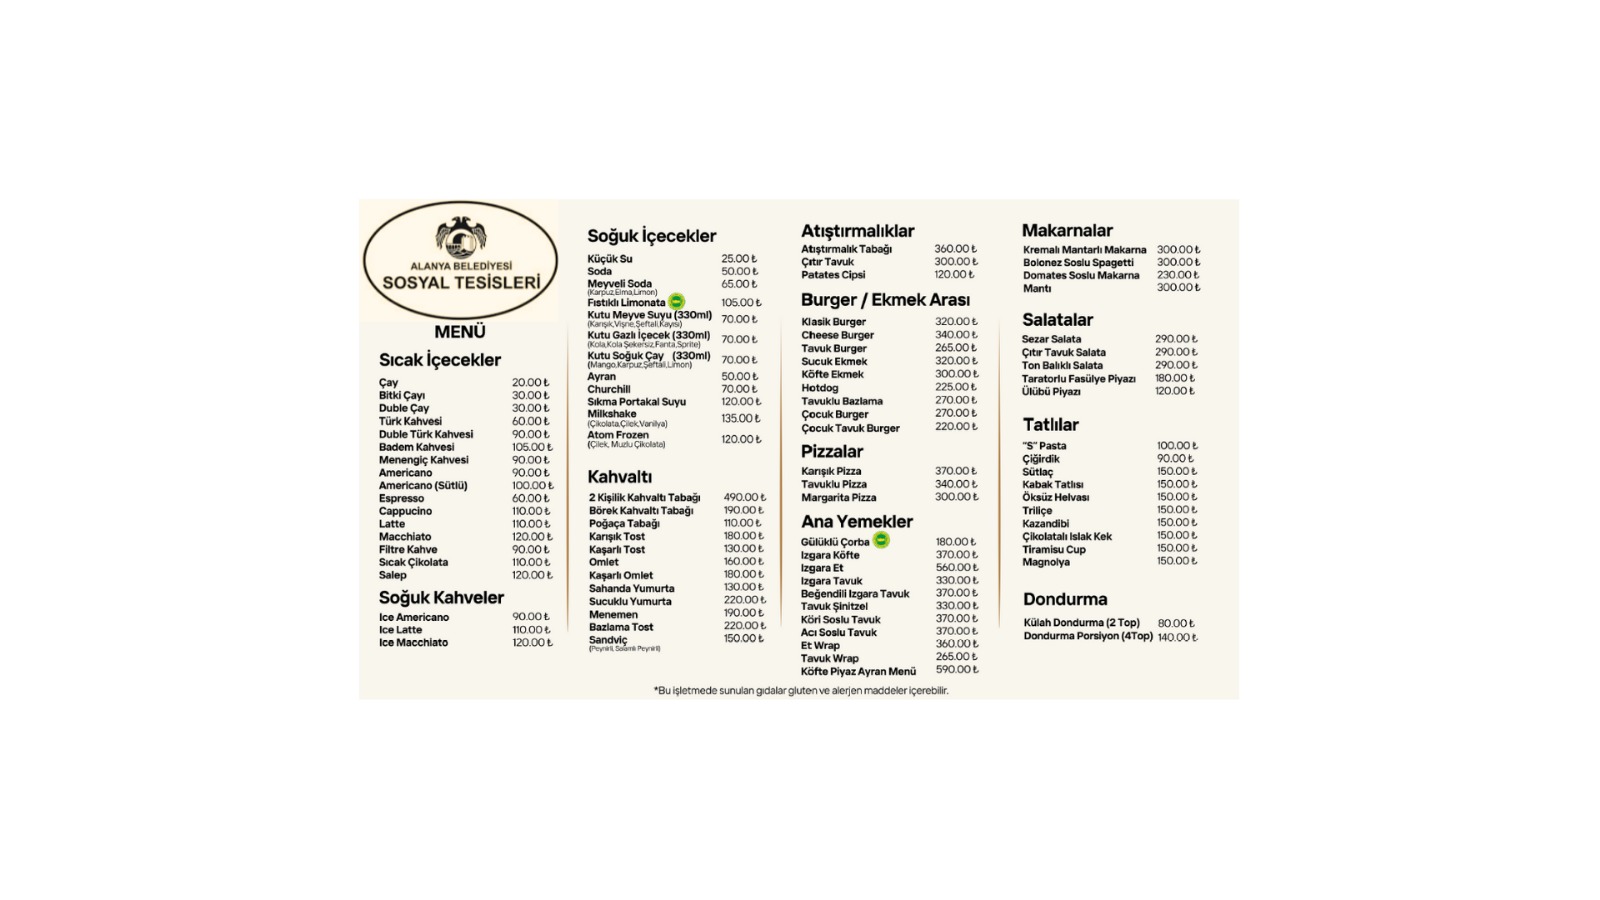 ALANYA BELEDİYESİ
SOSYAL TESİSLERİ
MENÜ
Sıcak İçecekler
Çay 20.00 ₺
Bitki Çayı 30.00 ₺
Duble Çay 30.00 ₺
Türk Kahvesi 60.00 ₺
Duble Türk Kahvesi 90.00 ₺
Badem Kahvesi 105.00 ₺
Menengiç Kahvesi 90.00 ₺
Americano 90.00 ₺
Americano (Sütlü) 100.00 ₺
Espresso 60.00 ₺
Cappucino 110.00 ₺
Latte 110.00 ₺
Macchiato 120.00 ₺
Filtre Kahve 90.00 ₺
Sıcak Çikolata 110.00 ₺
Salep 120.00 ₺
Soğuk Kahveler
Ice Americano 90.00 ₺
Ice Latte 110.00 ₺
Ice Macchiato 120.00 ₺
Soğuk İçecekler
Küçük Su 25.00 ₺
Soda 50.00 ₺
Meyveli Soda 65.00 ₺
(Karpuz,Elma,Limon)
Fıstıklı Limonata 105.00 ₺
Kutu Meyve Suyu (330ml) 70.00 ₺
(Karışık,Vişne,Şeftali,Kayısı)
Kutu Gazlı İçecek (330ml) 70.00 ₺
(Kola,Kola Şekersiz,Fanta,Sprite)
Kutu Soğuk Çay (330ml) 70.00 ₺
(Mango,Karpuz,Şeftali,Limon)
Ayran 50.00 ₺
Churchill 70.00 ₺
Sıkma Portakal Suyu 120.00 ₺
Milkshake 135.00 ₺
(Çikolata,Çilek,Vanilya)
Atom Frozen 120.00 ₺
(Çilek, Muzlu Çikolata)
Kahvaltı
2 Kişilik Kahvaltı Tabağı 490.00 ₺
Börek Kahvaltı Tabağı 190.00 ₺
Poğaça Tabağı 110.00 ₺
Karışık Tost 180.00 ₺
Kaşarlı Tost 130.00 ₺
Omlet 160.00 ₺
Kaşarlı Omlet 180.00 ₺
Sahanda Yumurta 130.00 ₺
Sucuklu Yumurta 220.00 ₺
Menemen 190.00 ₺
Bazlama Tost 220.00 ₺
Sandviç 150.00 ₺
(Peynirli, Salamlı Peynirli)
Atıştırmalıklar
Atıştırmalık Tabağı 360.00 ₺
Çıtır Tavuk 300.00 ₺
Patates Cipsi 120.00 ₺
Burger / Ekmek Arası
Klasik Burger 320.00 ₺
Cheese Burger 340.00 ₺
Tavuk Burger 265.00 ₺
Sucuk Ekmek 320.00 ₺
Köfte Ekmek 300.00 ₺
Hotdog 225.00 ₺
Tavuklu Bazlama 270.00 ₺
Çocuk Burger 270.00 ₺
Çocuk Tavuk Burger 220.00 ₺
Pizzalar
Karışık Pizza 370.00 ₺
Tavuklu Pizza 340.00 ₺
Margarita Pizza 300.00 ₺
Ana Yemekler
Gülüklü Çorba 180.00 ₺
Izgara Köfte 370.00 ₺
Izgara Et 560.00 ₺
Izgara Tavuk 330.00 ₺
Beğendili Izgara Tavuk 370.00 ₺
Tavuk Şinitzel 330.00 ₺
Köri Soslu Tavuk 370.00 ₺
Acı Soslu Tavuk 370.00 ₺
Et Wrap 360.00 ₺
Tavuk Wrap 265.00 ₺
Köfte Piyaz Ayran Menü 590.00 ₺
Makarnalar
Kremalı Mantarlı Makarna 300.00 ₺
Bolonez Soslu Spagetti 300.00 ₺
Domates Soslu Makarna 230.00 ₺
Mantı 300.00 ₺
Salatalar
Sezar Salata 290.00 ₺
Çıtır Tavuk Salata 290.00 ₺
Ton Balıklı Salata 290.00 ₺
Taratorlu Fasülye Piyazı 180.00 ₺
Ülübü Piyazı 120.00 ₺
Tatlılar
"S" Pasta 100.00 ₺
Çiğirdik 90.00 ₺
Sütlaç 150.00 ₺
Kabak Tatlısı 150.00 ₺
Öksüz Helvası 150.00 ₺
Triliçe 150.00 ₺
Kazandibi 150.00 ₺
Çikolatalı Islak Kek 150.00 ₺
Tiramisu Cup 150.00 ₺
Magnolya 150.00 ₺
Dondurma
Külah Dondurma (2 Top) 80.00 ₺
Dondurma Porsiyon (4Top) 140.00 ₺
*Bu işletmede sunulan gıdalar gluten ve alerjen maddeler içerebilir.